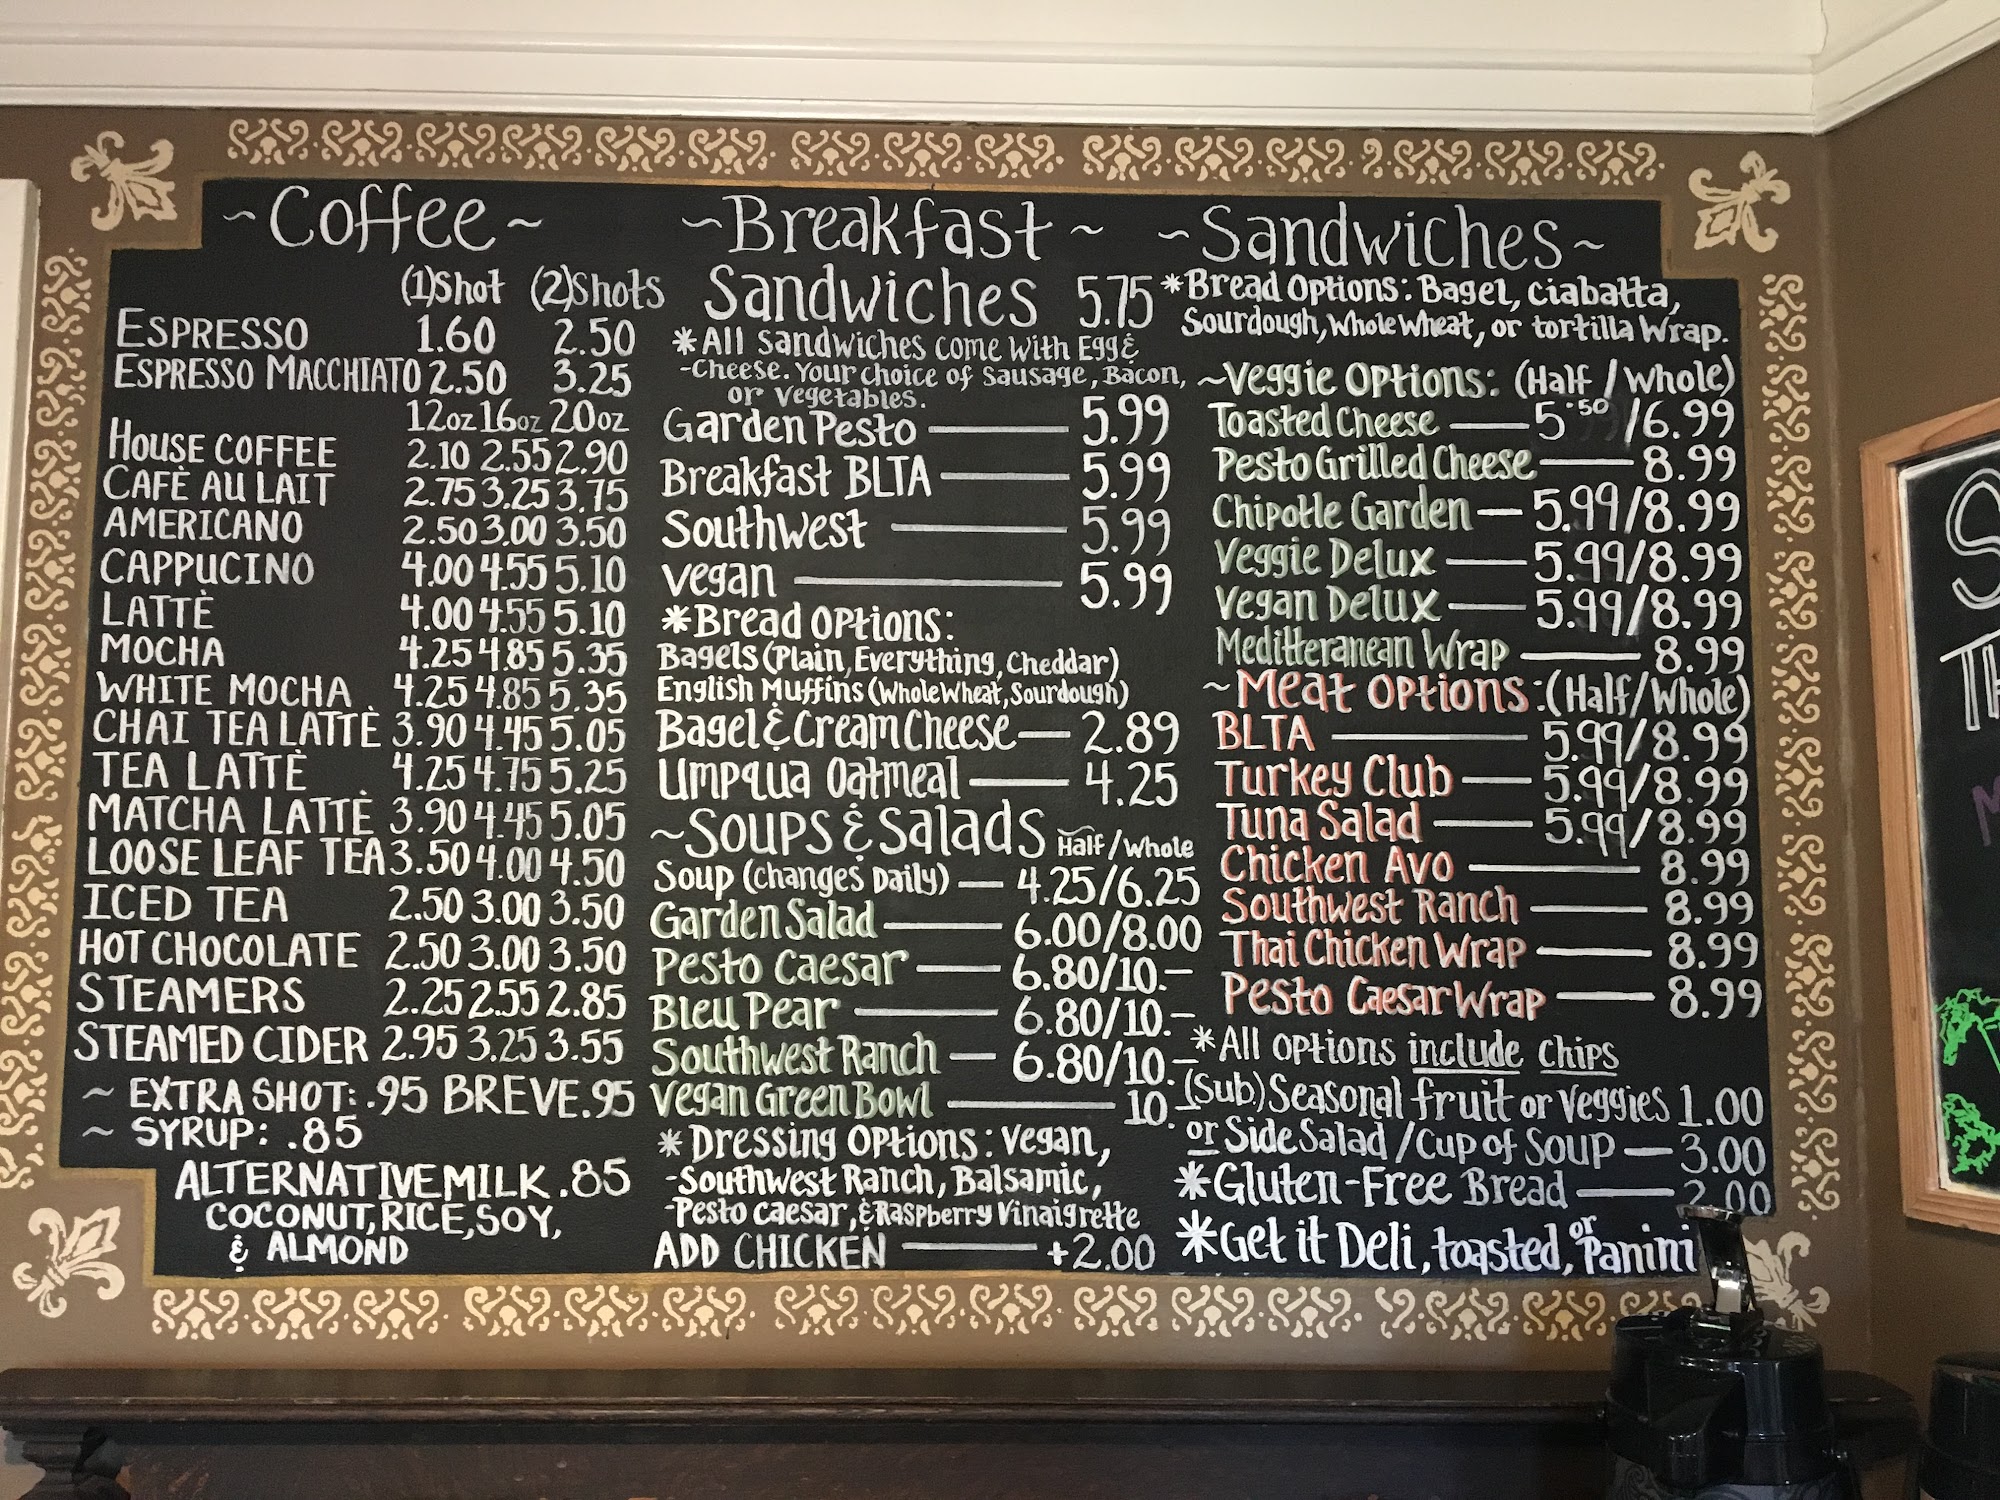 ~Coffee~
(1)Shot (2)Shots
ESPRESSO 1.60 2.50
ESPRESSO MACCHIATO 2.50 3.25
12oz 16oz 20oz
HOUSE COFFEE 2.10 2.55 2.90
CAFÈ AU LAIT 2.75 3.25 3.75
AMERICANO 2.50 3.00 3.50
CAPPUCINO 4.00 4.55 5.10
LATTÈ 4.00 4.55 5.10
MOCHA 4.25 4.85 5.35
WHITE MOCHA 4.25 4.85 5.35
CHAI TEA LATTÈ 3.90 4.45 5.05
TEA LATTÈ 4.25 4.75 5.25
MATCHA LATTÈ 3.90 4.45 5.05
LOOSE LEAF TEA 3.50 4.00 4.50
ICED TEA 2.50 3.00 3.50
HOT CHOCOLATE 2.50 3.00 3.50
STEAMERS 2.25 2.55 2.85
STEAMED CIDER 2.95 3.25 3.55
~ EXTRA SHOT: .95 BREVE .95
~ SYRUP: .85
ALTERNATIVE MILK .85
COCONUT, RICE, SOY,
& ALMOND
~Breakfast~
Sandwiches 5.75
*All Sandwiches come with Egg &
-Cheese. Your choice of Sausage, Bacon,
or Vegetables.
Garden Pesto — 5.99
Breakfast BLTA — 5.99
Southwest — 5.99
Vegan — 5.99
*Bread Options:
Bagels (Plain, Everything, Cheddar)
English Muffins (Whole Wheat, Sourdough)
Bagel & Cream Cheese — 2.89
Umpqua Oatmeal — 4.25
~Soups & Salads~ Half/Whole
Soup (changes Daily) — 4.25/6.25
Garden Salad — 6.00/8.00
Pesto Caesar — 6.80/10.-
Bleu Pear — 6.80/10.-
Southwest Ranch — 6.80/10.-
Vegan Green Bowl — 10.-
* Dressing Options: Vegan,
-Southwest Ranch, Balsamic,
-Pesto Caesar, & Raspberry Vinaigrette
ADD CHICKEN — +2.00
~Sandwiches~
*Bread Options: Bagel, Ciabatta,
Sourdough, Whole Wheat, or tortilla Wrap.
~Veggie Options: (Half/Whole)
Toasted Cheese — 5.50/6.99
Pesto Grilled Cheese — 8.99
Chipotle Garden — 5.99/8.99
Veggie Delux — 5.99/8.99
Vegan Delux — 5.99/8.99
Mediterranean Wrap — 8.99
~Meat Options: (Half/Whole)
BLTA — 5.99/8.99
Turkey Club — 5.99/8.99
Tuna Salad — 5.99/8.99
Chicken Avo — 8.99
Southwest Ranch — 8.99
Thai Chicken Wrap — 8.99
Pesto Caesar Wrap — 8.99
*All options include chips
(Sub.) Seasonal fruit or Veggies 1.00
or Side Salad / Cup of Soup — 3.00
*Gluten-Free Bread — 2.00
*Get it Deli, toasted, or Panini